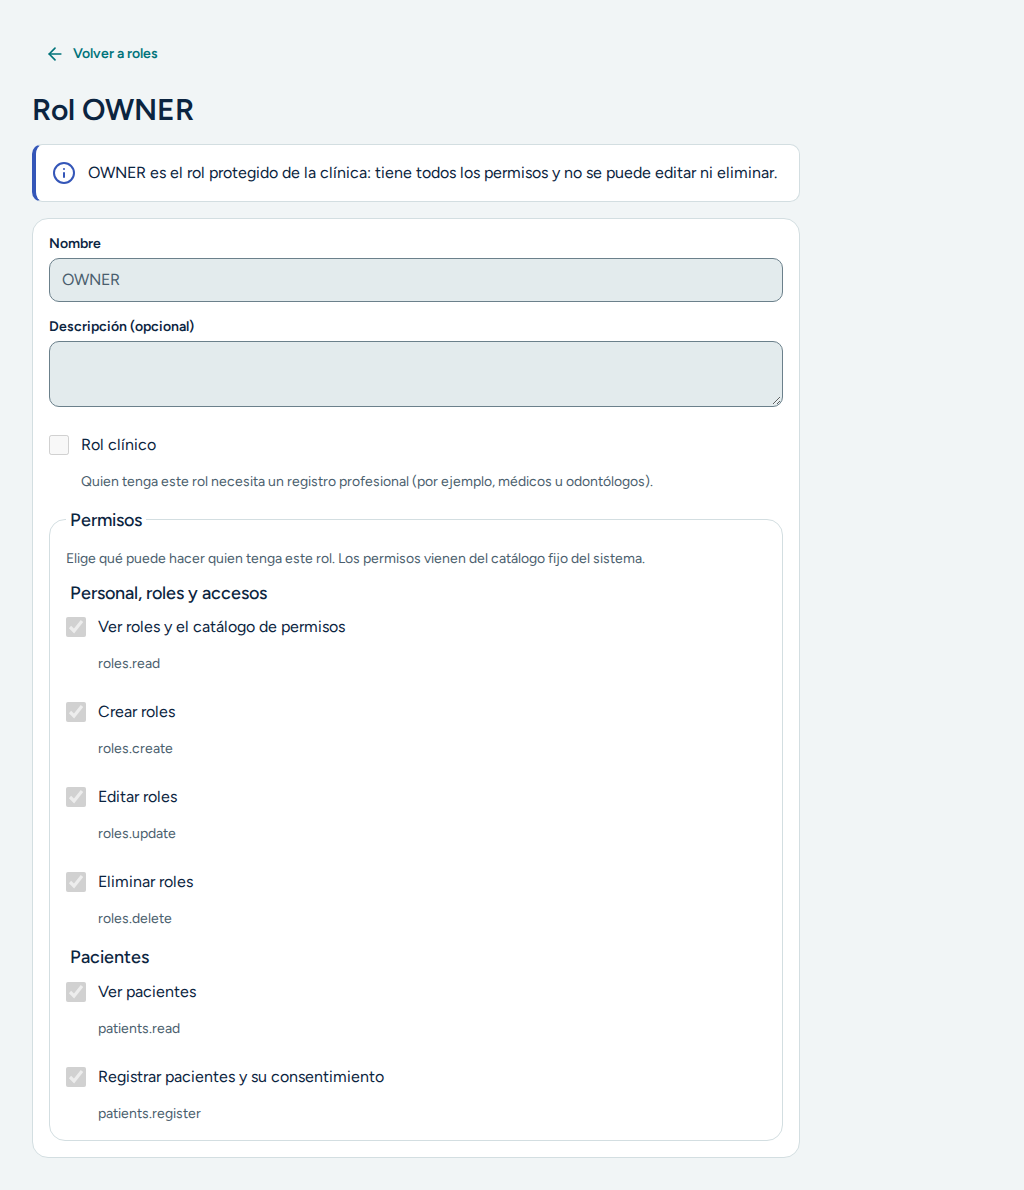 Volver a roles
Rol OWNER
OWNER es el rol protegido de la clínica: tiene todos los permisos y no se puede editar ni eliminar.
Nombre
OWNER
Descripción (opcional)
Rol clínico
Quien tenga este rol necesita un registro profesional (por ejemplo, médicos u odontólogos).
Permisos
Elige qué puede hacer quien tenga este rol. Los permisos vienen del catálogo fijo del sistema.
Personal, roles y accesos
Ver roles y el catálogo de permisos
roles.read
Crear roles
roles.create
Editar roles
roles.update
Eliminar roles
roles.delete
Pacientes
Ver pacientes
patients.read
Registrar pacientes y su consentimiento
patients.register